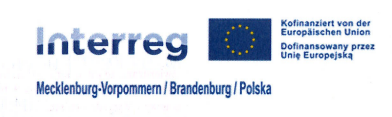 Interreg
Kofinanziert von der
Europäischen Union
Dofinansowany przez
Unię Europejską
Mecklenburg-Vorpommern / Brandenburg / Polska